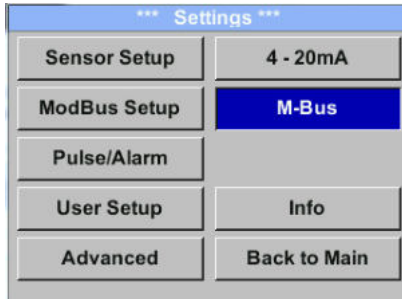 *** Settings ***
Sensor Setup
4 - 20mA
ModBus Setup
M-Bus
Pulse/Alarm
User Setup
Info
Advanced
Back to Main